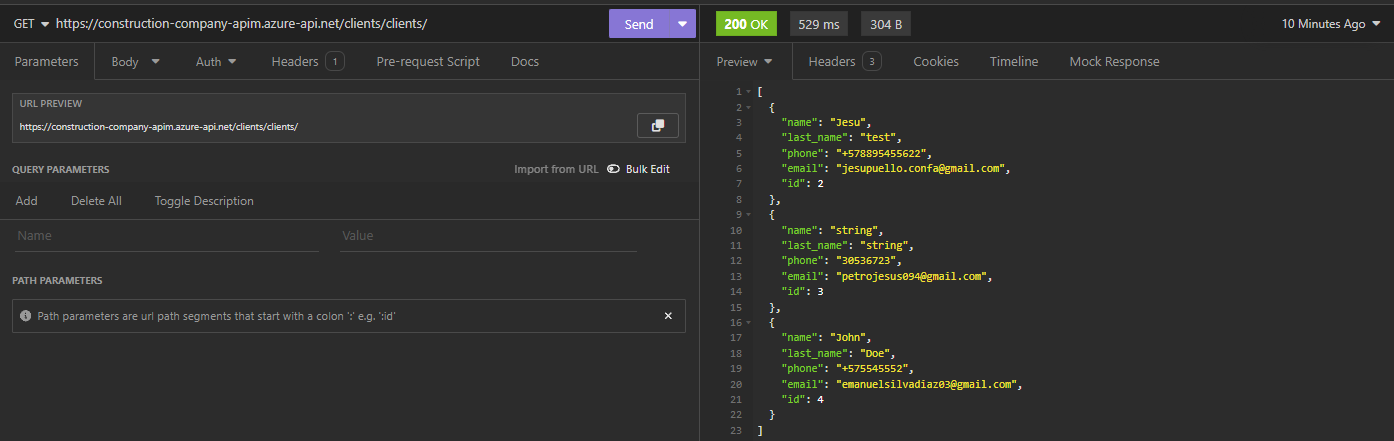 GET https://construction-company-apim.azure-api.net/clients/clients/ Send
Parameters Body Auth Headers 1 Pre-request Script Docs
URL PREVIEW
https://construction-company-apim.azure-api.net/clients/clients/
QUERY PARAMETERS Import from URL Bulk Edit
Add Delete All Toggle Description
Name Value
PATH PARAMETERS
Path parameters are url path segments that start with a colon ':' e.g. ':id'
200 OK 529 ms 304 B 10 Minutes Ago
Preview Headers 3 Cookies Timeline Mock Response
1 [
2 {
3 "name": "Jesu",
4 "last_name": "test",
5 "phone": "+578895455622",
6 "email": "jesupuello.confa@gmail.com",
7 "id": 2
8 },
9 {
10 "name": "string",
11 "last_name": "string",
12 "phone": "30536723",
13 "email": "petrojesus094@gmail.com",
14 "id": 3
15 },
16 {
17 "name": "John",
18 "last_name": "Doe",
19 "phone": "+575545552",
20 "email": "emanuelsilvadiaz03@gmail.com",
21 "id": 4
22 }
23 ]